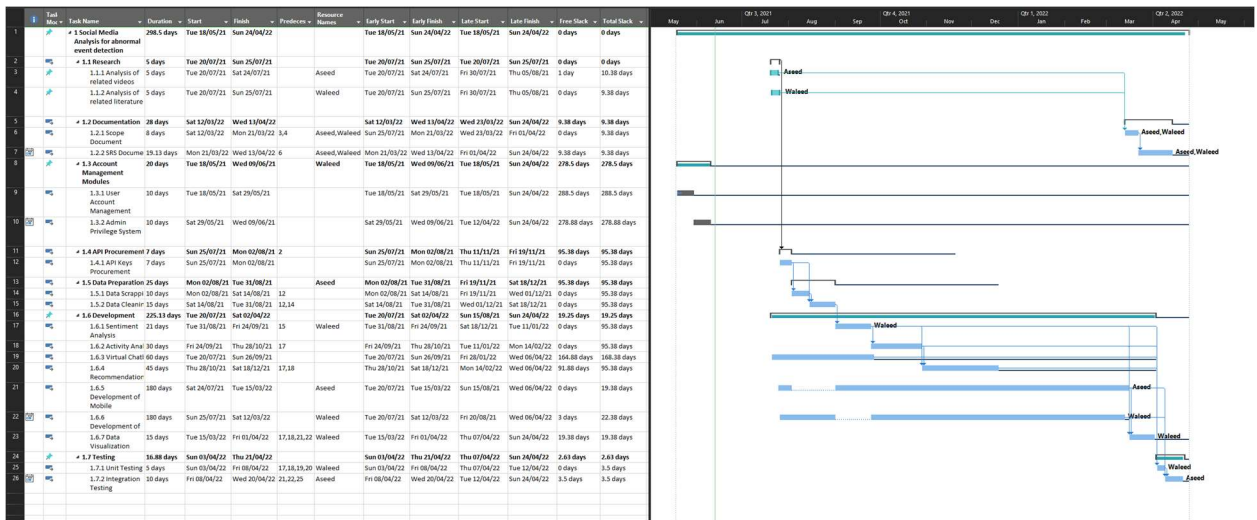 Qtr 3, 2021 Qtr 4, 2021 Qtr 1, 2022 Qtr 2, 2022
Task Mode Task Name Duration Start Finish Predeces Resource Names Early Start Early Finish Late Start Late Finish Free Slack Total Slack May Jun Jul Aug Sep Oct Nov Dec Jan Feb Mar Apr May
1 1 Social Media 298.5 days Tue 18/05/21 Sun 24/04/22 Tue 18/05/21 Sun 24/04/22 Tue 18/05/21 Sun 24/04/22 0 days 0 days
Analysis for abnormal
event detection
2 1.1 Research 5 days Tue 20/07/21 Sun 25/07/21 Tue 20/07/21 Sun 25/07/21 Tue 20/07/21 Sun 25/07/21 0 days 0 days
3 1.1.1 Analysis of 5 days Tue 20/07/21 Sat 24/07/21 Aseed Tue 20/07/21 Sat 24/07/21 Fri 30/07/21 Thu 05/08/21 1 day 10.38 days Aseed
related videos
4 1.1.2 Analysis of 5 days Tue 20/07/21 Sun 25/07/21 Waleed Tue 20/07/21 Sun 25/07/21 Fri 30/07/21 Thu 05/08/21 0 days 9.38 days Waleed
related literature
5 1.2 Documentation 28 days Sat 12/03/22 Wed 13/04/22 Sat 12/03/22 Wed 13/04/22 Wed 23/03/22 Sun 24/04/22 9.38 days 9.38 days
6 1.2.1 Scope 8 days Sat 12/03/22 Mon 21/03/22 3,4 Aseed,Waleed Sun 25/07/21 Mon 21/03/22 Wed 23/03/22 Fri 01/04/22 0 days 9.38 days Aseed,Waleed
Document
7 1.2.2 SRS Docume 19.13 days Mon 21/03/22 Wed 13/04/22 6 Aseed,Waleed Mon 21/03/22 Wed 13/04/22 Fri 01/04/22 Sun 24/04/22 9.38 days 9.38 days Aseed,Waleed
8 1.3 Account 20 days Tue 18/05/21 Wed 09/06/21 Waleed Tue 18/05/21 Wed 09/06/21 Tue 18/05/21 Sun 24/04/22 278.5 days 278.5 days
Management
Modules
9 1.3.1 User 10 days Tue 18/05/21 Sat 29/05/21 Tue 18/05/21 Sat 29/05/21 Tue 18/05/21 Sun 24/04/22 288.5 days 288.5 days
Account
Management
10 1.3.2 Admin 10 days Sat 29/05/21 Wed 09/06/21 Sat 29/05/21 Wed 09/06/21 Tue 12/04/22 Sun 24/04/22 278.88 days 278.88 days
Privilege System
11 1.4 API Procurement 7 days Sun 25/07/21 Mon 02/08/21 2 Sun 25/07/21 Mon 02/08/21 Thu 11/11/21 Fri 19/11/21 95.38 days 95.38 days
12 1.4.1 API Keys 7 days Sun 25/07/21 Mon 02/08/21 Sun 25/07/21 Mon 02/08/21 Thu 11/11/21 Fri 19/11/21 0 days 95.38 days
Procurement
13 1.5 Data Preparation 25 days Mon 02/08/21 Tue 31/08/21 Aseed Mon 02/08/21 Tue 31/08/21 Fri 19/11/21 Sat 18/12/21 95.38 days 95.38 days
14 1.5.1 Data Scrappi 10 days Mon 02/08/21 Sat 14/08/21 12 Mon 02/08/21 Sat 14/08/21 Fri 19/11/21 Wed 01/12/21 0 days 95.38 days
15 1.5.2 Data Cleanin 15 days Sat 14/08/21 Tue 31/08/21 12,14 Sat 14/08/21 Tue 31/08/21 Wed 01/12/21 Sat 18/12/21 0 days 95.38 days
16 1.6 Development 225.13 days Tue 20/07/21 Sat 02/04/22 Tue 20/07/21 Sat 02/04/22 Sun 15/08/21 Sun 24/04/22 19.25 days 19.25 days
17 1.6.1 Sentiment 21 days Tue 31/08/21 Fri 24/09/21 15 Waleed Tue 31/08/21 Fri 24/09/21 Sat 18/12/21 Tue 11/01/22 0 days 95.38 days Waleed
Analysis
18 1.6.2 Activity Anal 30 days Fri 24/09/21 Thu 28/10/21 17 Fri 24/09/21 Thu 28/10/21 Tue 11/01/22 Mon 14/02/22 0 days 95.38 days
19 1.6.3 Virtual Chatl 60 days Tue 20/07/21 Sun 26/09/21 Tue 20/07/21 Sun 26/09/21 Fri 28/01/22 Wed 06/04/22 164.88 days 168.38 days
20 1.6.4 45 days Thu 28/10/21 Sat 18/12/21 17,18 Thu 28/10/21 Sat 18/12/21 Mon 14/02/22 Wed 06/04/22 91.88 days 95.38 days
Recommendation
21 1.6.5 180 days Sat 24/07/21 Tue 15/03/22 Aseed Tue 20/07/21 Tue 15/03/22 Sun 15/08/21 Wed 06/04/22 0 days 19.38 days Aseed
Development of
Mobile
22 1.6.6 180 days Sun 25/07/21 Sat 12/03/22 Waleed Tue 20/07/21 Sat 12/03/22 Fri 20/08/21 Wed 06/04/22 3 days 22.38 days Waleed
Development of
23 1.6.7 Data 15 days Tue 15/03/22 Fri 01/04/22 17,18,21,22 Waleed Tue 15/03/22 Fri 01/04/22 Thu 07/04/22 Sun 24/04/22 19.38 days 19.38 days Waleed
Visualization
24 1.7 Testing 16.88 days Sun 03/04/22 Thu 21/04/22 Sun 03/04/22 Thu 21/04/22 Thu 07/04/22 Sun 24/04/22 2.63 days 2.63 days
25 1.7.1 Unit Testing 5 days Sun 03/04/22 Fri 08/04/22 17,18,19,20 Waleed Sun 03/04/22 Fri 08/04/22 Thu 07/04/22 Tue 12/04/22 0 days 3.5 days Waleed
26 1.7.2 Integration 10 days Fri 08/04/22 Wed 20/04/22 21,22,25 Aseed Fri 08/04/22 Wed 20/04/22 Tue 12/04/22 Sun 24/04/22 3.5 days 3.5 days Aseed
Testing